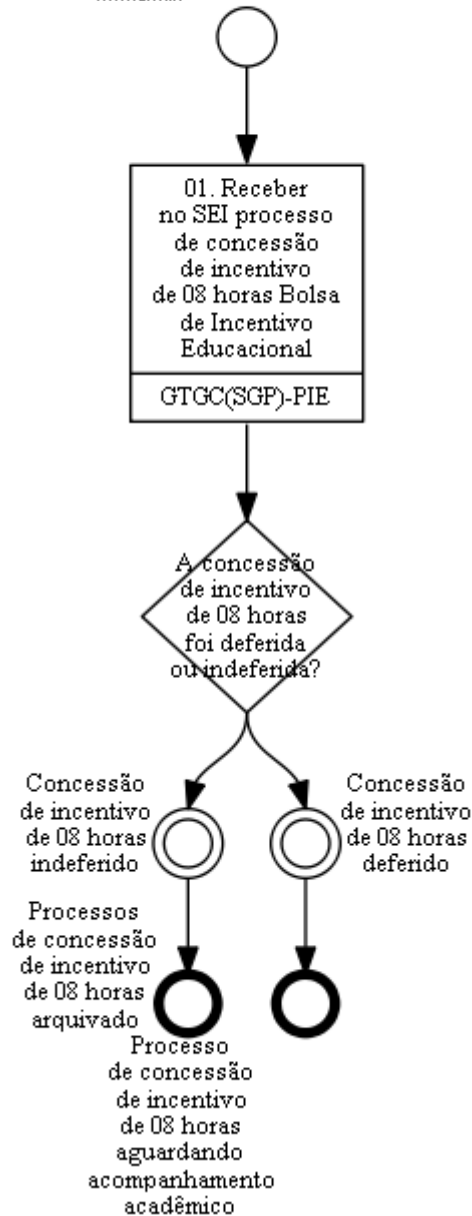 01. Receber
no SEI processo
de concessão
de incentivo
de 08 horas Bolsa
de Incentivo
Educacional
GTGC(SGP)-PIE
A concessão
de incentivo
de 08 horas
foi deferida
ou indeferida?
Concessão
de incentivo
de 08 horas
indeferido
Concessão
de incentivo
de 08 horas
deferido
Processos
de concessão
de incentivo
de 08 horas
arquivado
Processo
de concessão
de incentivo
de 08 horas
aguardando
acompanhamento
acadêmico